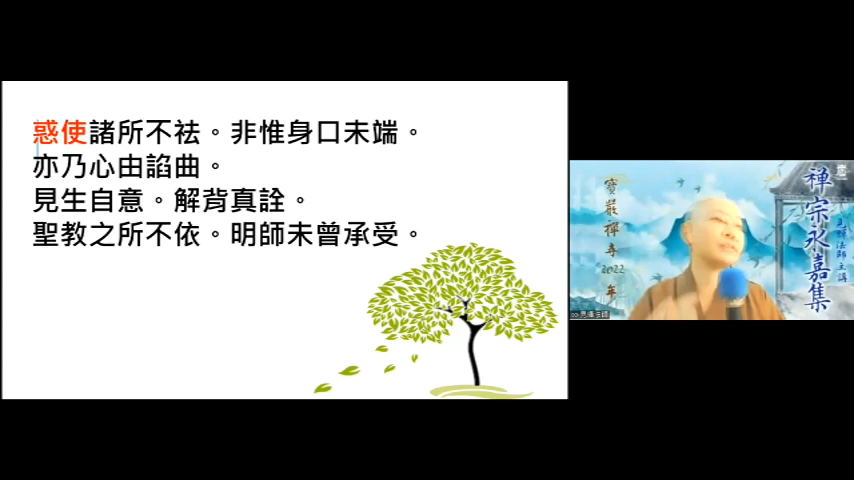 惑使諸所不祛。非惟身口未端。
亦乃心由諂曲。
見生自意。解背真詮。
聖教之所不依。明師未曾承受。
禪宗永嘉集
法師主講
寶巖禪寺
2022
年